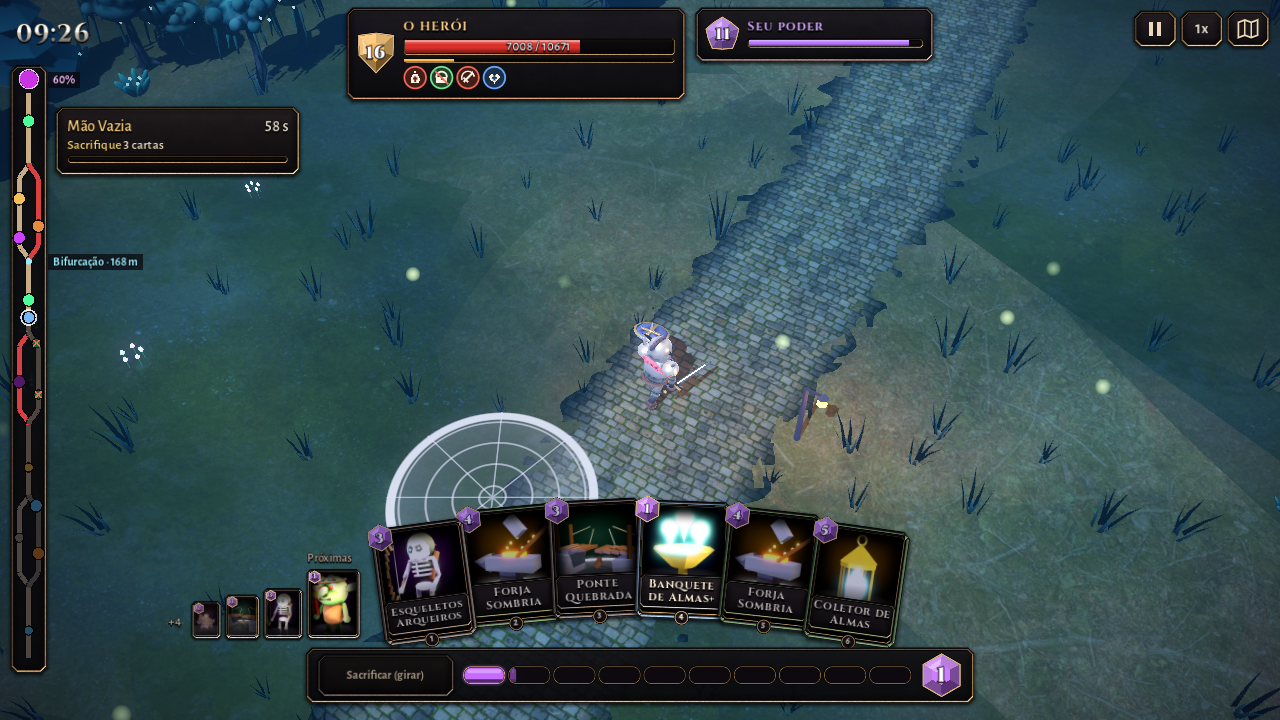 09:26
60%
Mão Vazia
58 s
Sacrifique 3 cartas
Bifurcação · 168 m
O HERÓI
16
7008 / 10671
11
SEU PODER
1x
Próximas
+4
1
3
ESQUELETOS
ARQUEIROS
1
4
FORJA
SOMBRIA
2
3
PONTE
QUEBRADA
3
1
BANQUETE
DE ALMAS+
4
4
FORJA
SOMBRIA
5
5
COLETOR DE
ALMAS
6
Sacrificar (girar)
1